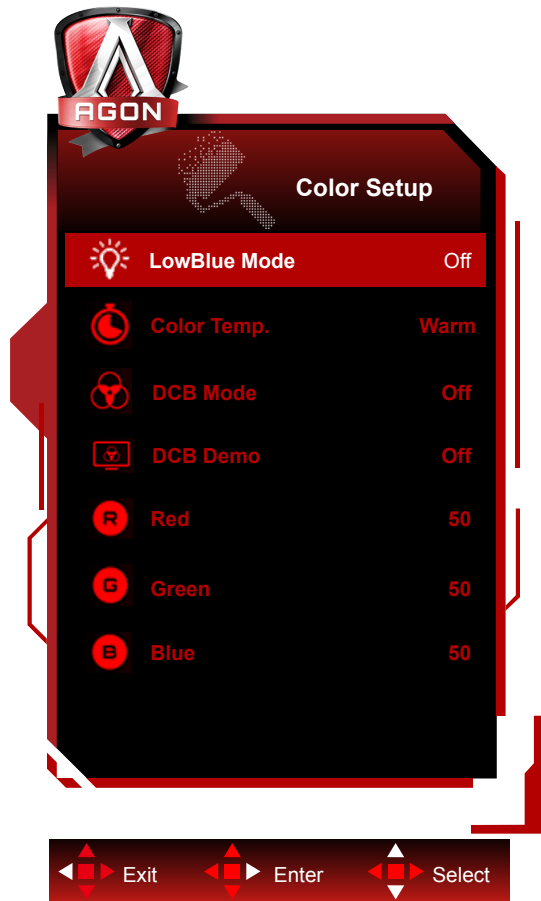 AGON
Color Setup
LowBlue Mode Off
Color Temp. Warm
DCB Mode Off
DCB Demo Off
R Red 50
G Green 50
B Blue 50
Exit Enter Select